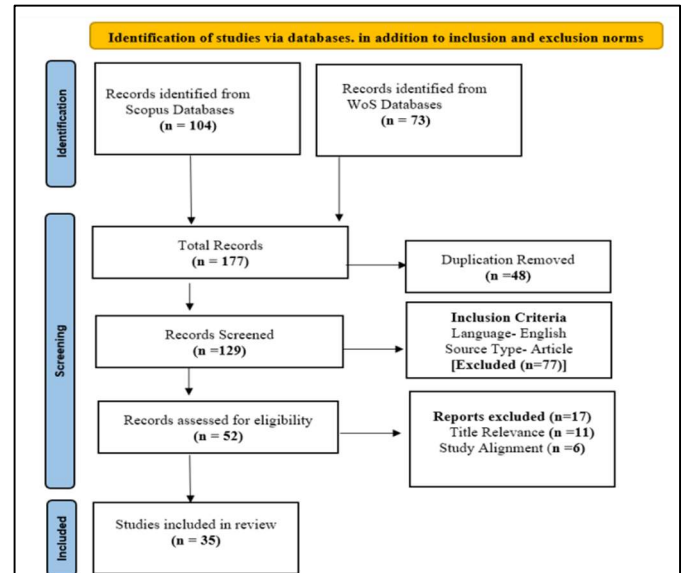 Identification of studies via databases. in addition to inclusion and exclusion norms
Identification
Records identified from
Scopus Databases
(n = 104)
Records identified from
WoS Databases
(n = 73)
Screening
Total Records
(n = 177)
Duplication Removed
(n =48)
Records Screened
(n =129)
Inclusion Criteria
Language- English
Source Type- Article
[Excluded (n=77)]
Records assessed for eligibility
(n = 52)
Reports excluded (n=17)
Title Relevance (n =11)
Study Alignment (n =6)
Included
Studies included in review
(n = 35)